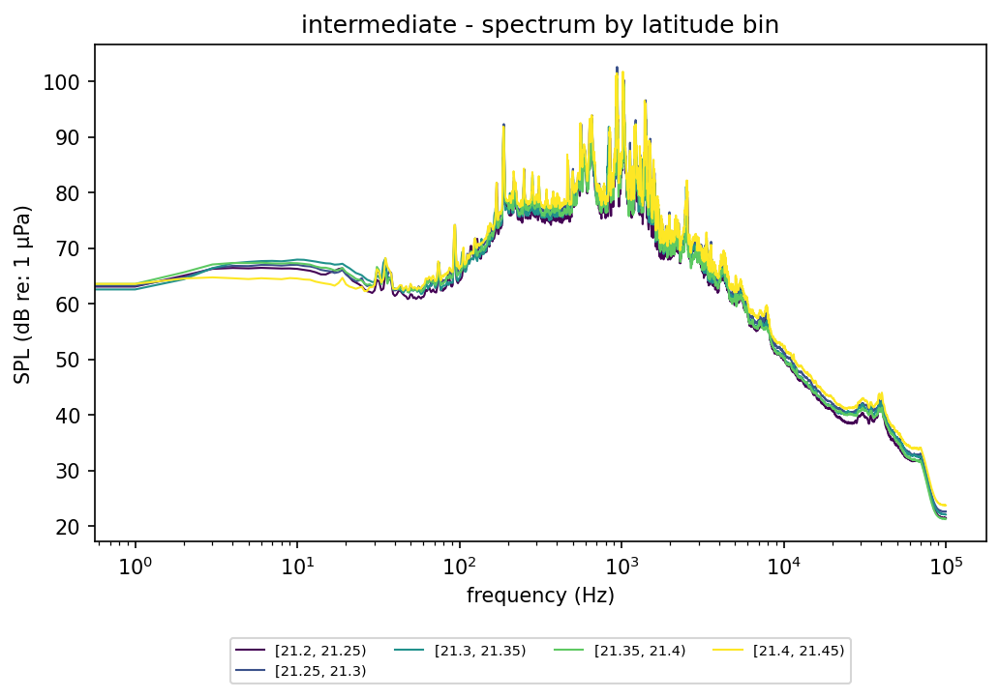 intermediate - spectrum by latitude bin
SPL (dB re: 1 µPa)
100
90
80
70
60
50
40
30
20
10⁰ 10¹ 10² 10³ 10⁴ 10⁵
frequency (Hz)
[21.2, 21.25) [21.3, 21.35) [21.35, 21.4) [21.4, 21.45)
[21.25, 21.3)